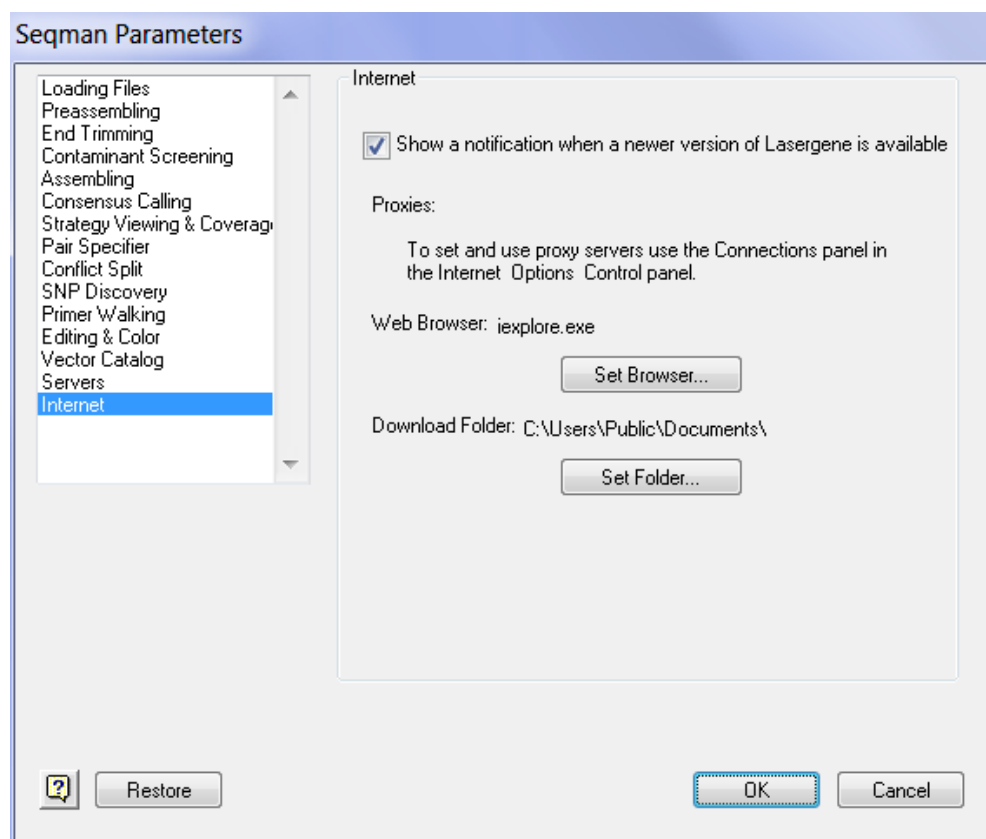 Seqman Parameters
Loading Files
Preassembling
End Trimming
Contaminant Screening
Assembling
Consensus Calling
Strategy Viewing & Coverag
Pair Specifier
Conflict Split
SNP Discovery
Primer Walking
Editing & Color
Vector Catalog
Servers
Internet
Internet
Show a notification when a newer version of Lasergene is available
Proxies:
To set and use proxy servers use the Connections panel in
the Internet Options Control panel.
Web Browser: iexplore.exe
Set Browser...
Download Folder: C:\Users\Public\Documents\
Set Folder...
?
Restore
OK
Cancel